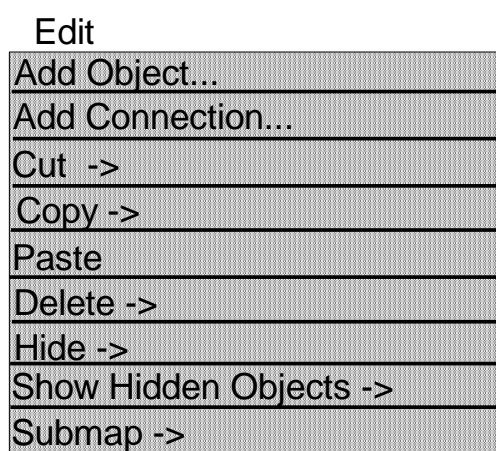 Edit
Add Object...
Add Connection...
Cut ->
Copy ->
Paste
Delete ->
Hide ->
Show Hidden Objects ->
Submap ->